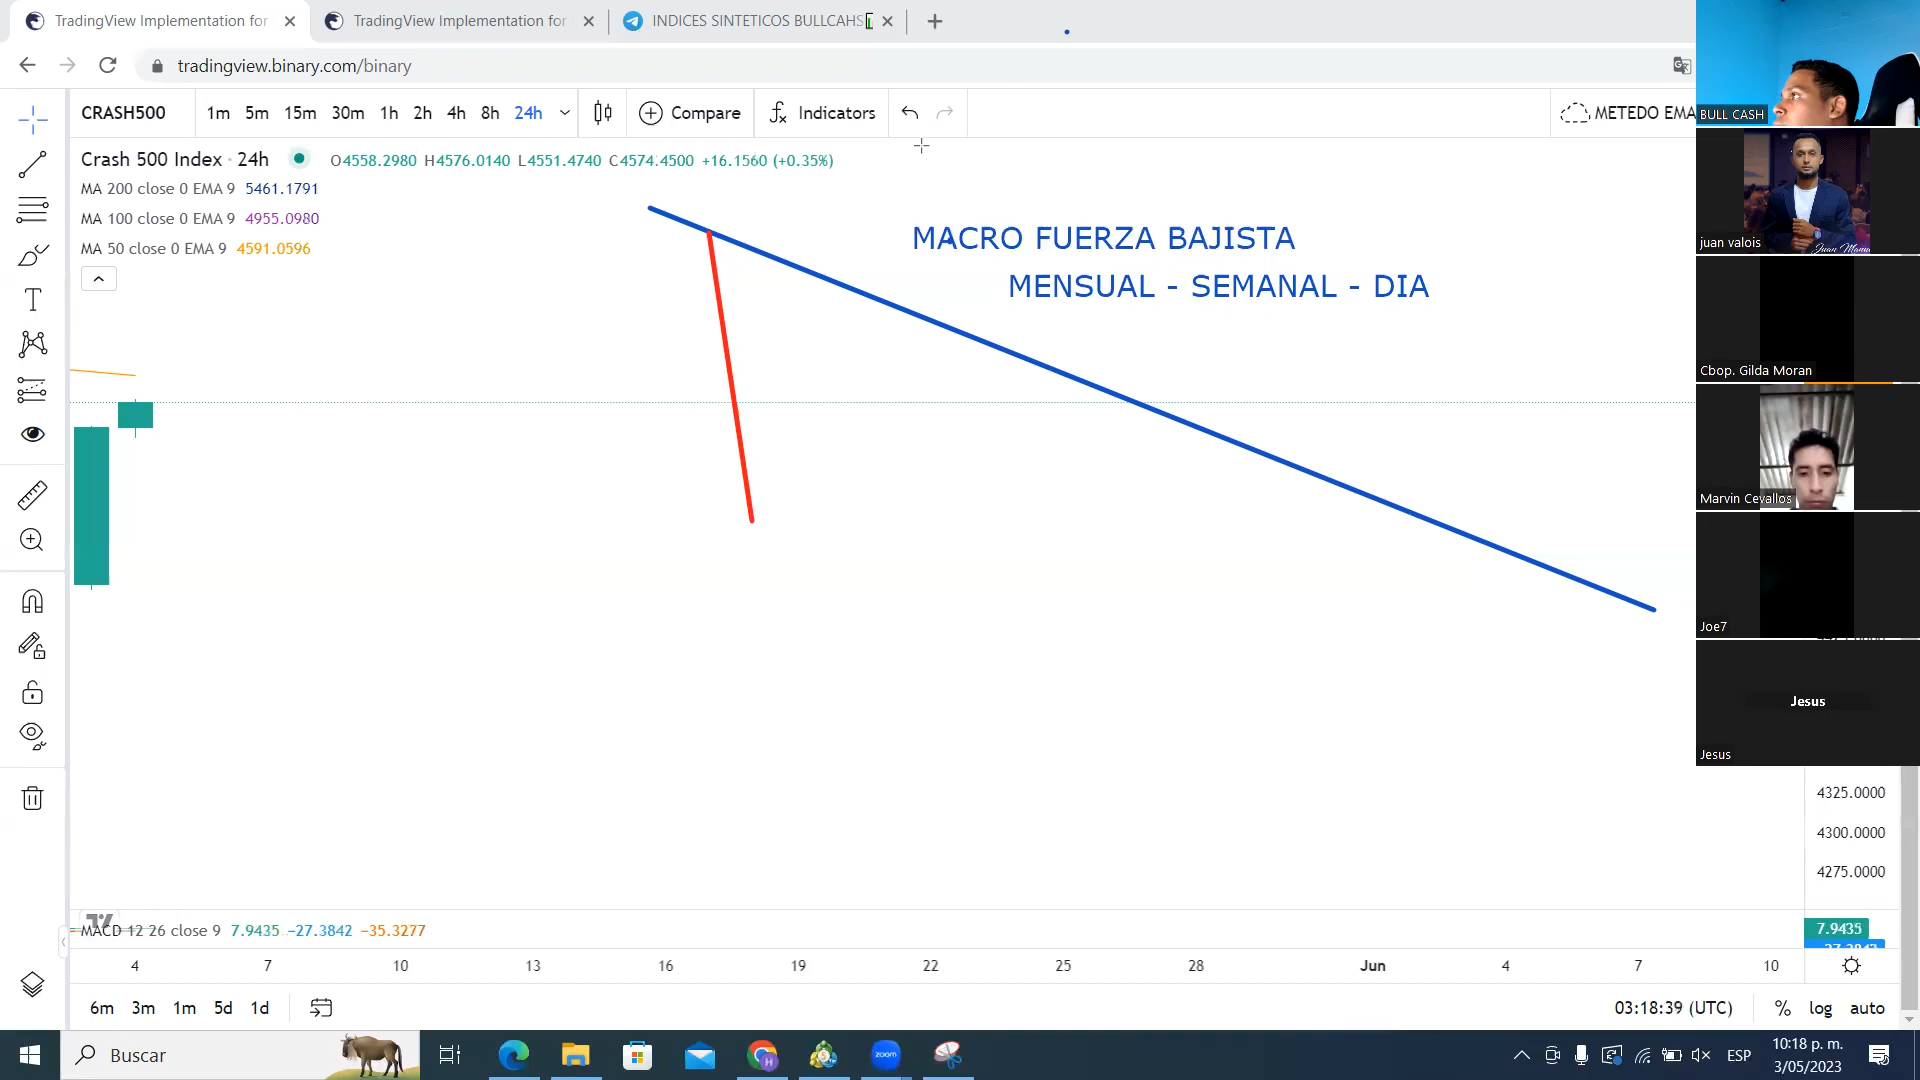 TradingView Implementation for
TradingView Implementation for
INDICES SINTETICOS BULLCAHS
tradingview.binary.com/binary
CRASH500 1m 5m 15m 30m 1h 2h 4h 8h 24h Compare Indicators METEDO EMA
Crash 500 Index · 24h O4558.2980 H4576.0140 L4551.4740 C4574.4500 +16.1560 (+0.35%)
MA 200 close 0 EMA 9 5461.1791
MA 100 close 0 EMA 9 4955.0980
MA 50 close 0 EMA 9 4591.0596
MACRO FUERZA BAJISTA
MENSUAL - SEMANAL - DIA
BULL CASH
juan valois
Juan Manu
Cbop. Gilda Moran
Marvin Cevallos
Joe7
Jesus
Jesus
4325.0000
4300.0000
4275.0000
MACD 12 26 close 9 7.9435 −27.3842 −35.3277
7.9435
4 7 10 13 16 19 22 25 28 Jun 4 7 10
6m 3m 1m 5d 1d
03:18:39 (UTC) % log auto
Buscar
zoom
ESP
10:18 p. m.
3/05/2023